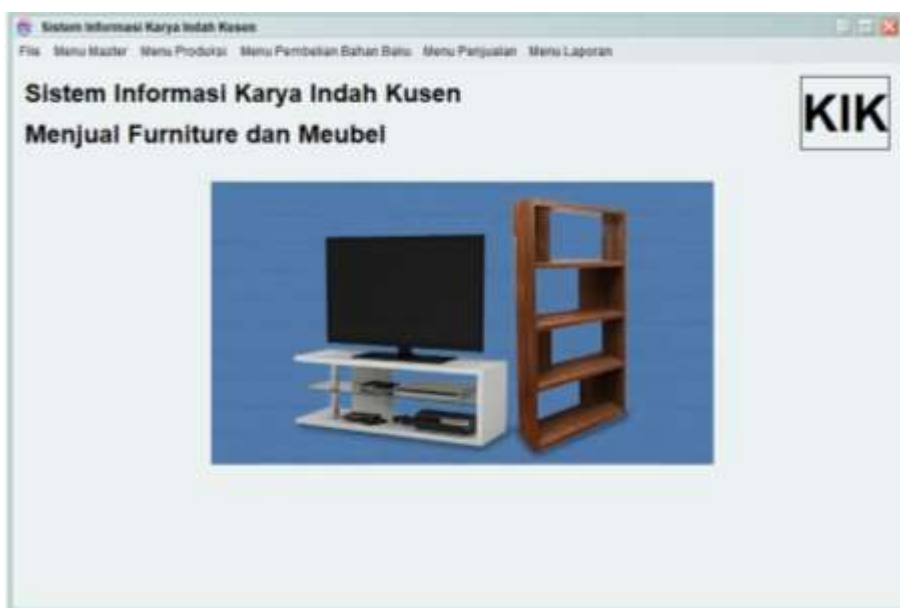 Sistem Informasi Karya Indah Kusen
File Menu Master Menu Produksi Menu Pembelian Bahan Baku Menu Penjualan Menu Laporan
Sistem Informasi Karya Indah Kusen
KIK
Menjual Furniture dan Meubel